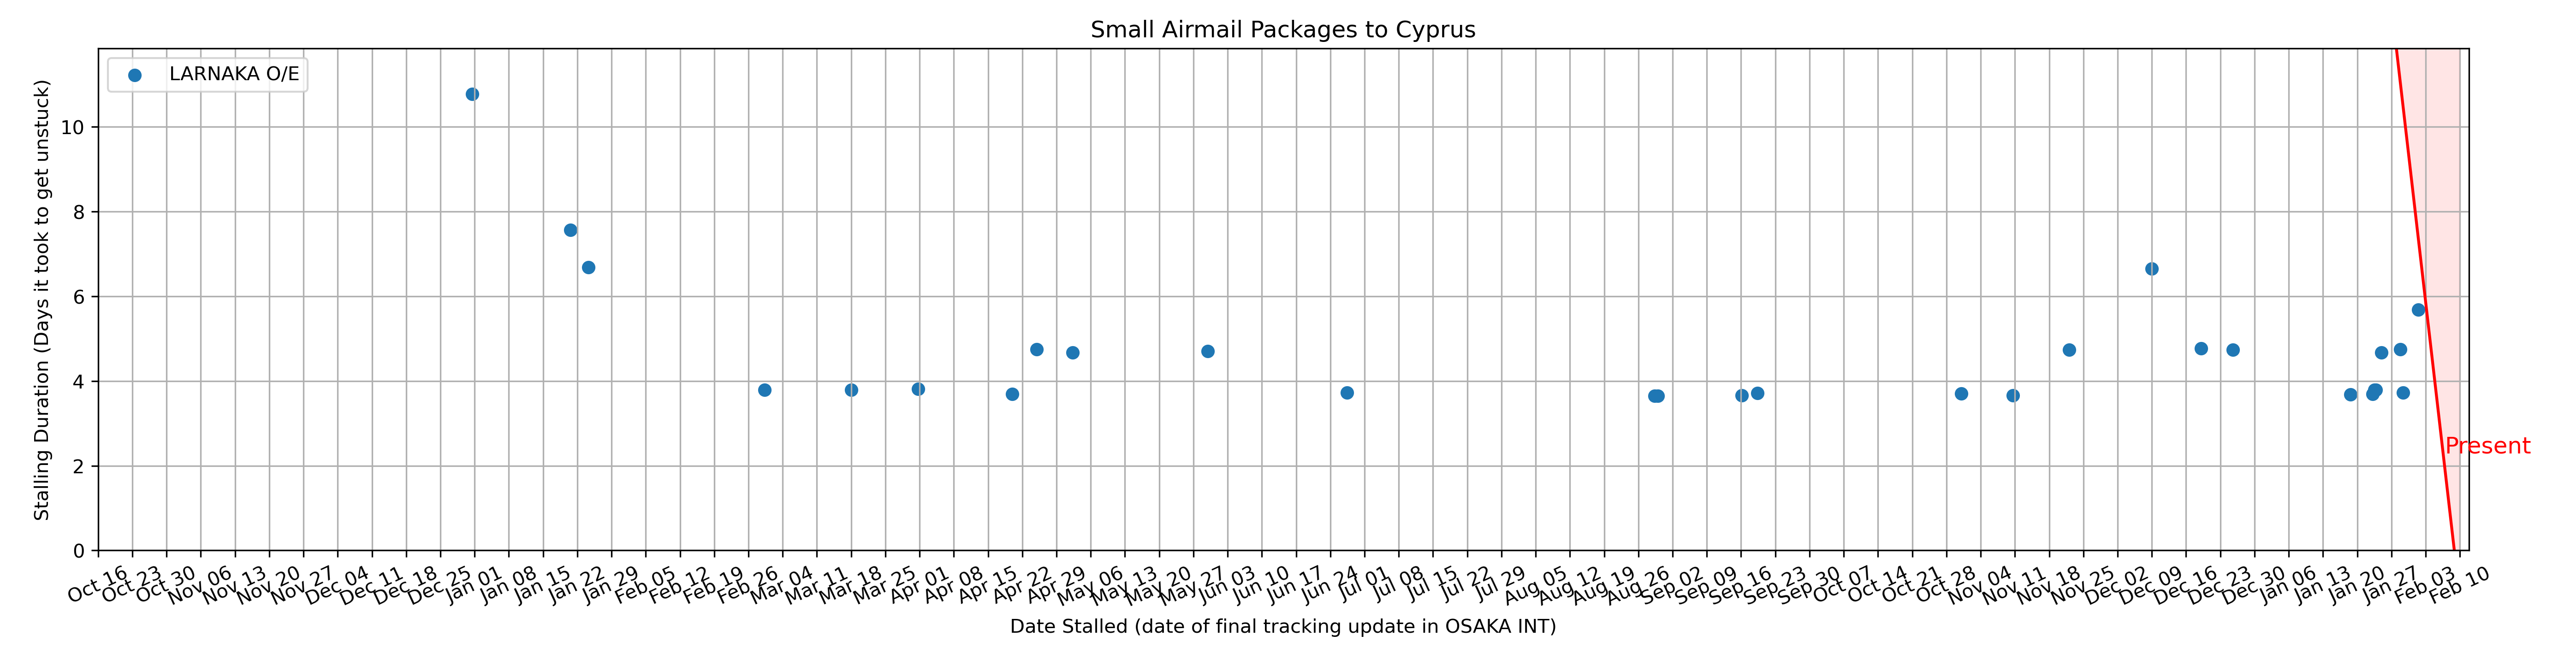 Small Airmail Packages to Cyprus
LARNAKA O/E
Stalling Duration (Days it took to get unstuck)
10
8
6
4
2
0
Present
Oct 16
Oct 23
Oct 30
Nov 06
Nov 13
Nov 20
Nov 27
Dec 04
Dec 11
Dec 18
Dec 25
Jan 01
Jan 08
Jan 15
Jan 22
Jan 29
Feb 05
Feb 12
Feb 19
Feb 26
Mar 04
Mar 11
Mar 18
Mar 25
Apr 01
Apr 08
Apr 15
Apr 22
Apr 29
May 06
May 13
May 20
May 27
Jun 03
Jun 10
Jun 17
Jun 24
Jul 01
Jul 08
Jul 15
Jul 22
Jul 29
Aug 05
Aug 12
Aug 19
Aug 26
Sep 02
Sep 09
Sep 16
Sep 23
Sep 30
Oct 07
Oct 14
Oct 21
Oct 28
Nov 04
Nov 11
Nov 18
Nov 25
Dec 02
Dec 09
Dec 16
Dec 23
Dec 30
Jan 06
Jan 13
Jan 20
Jan 27
Feb 03
Feb 10
Date Stalled (date of final tracking update in OSAKA INT)